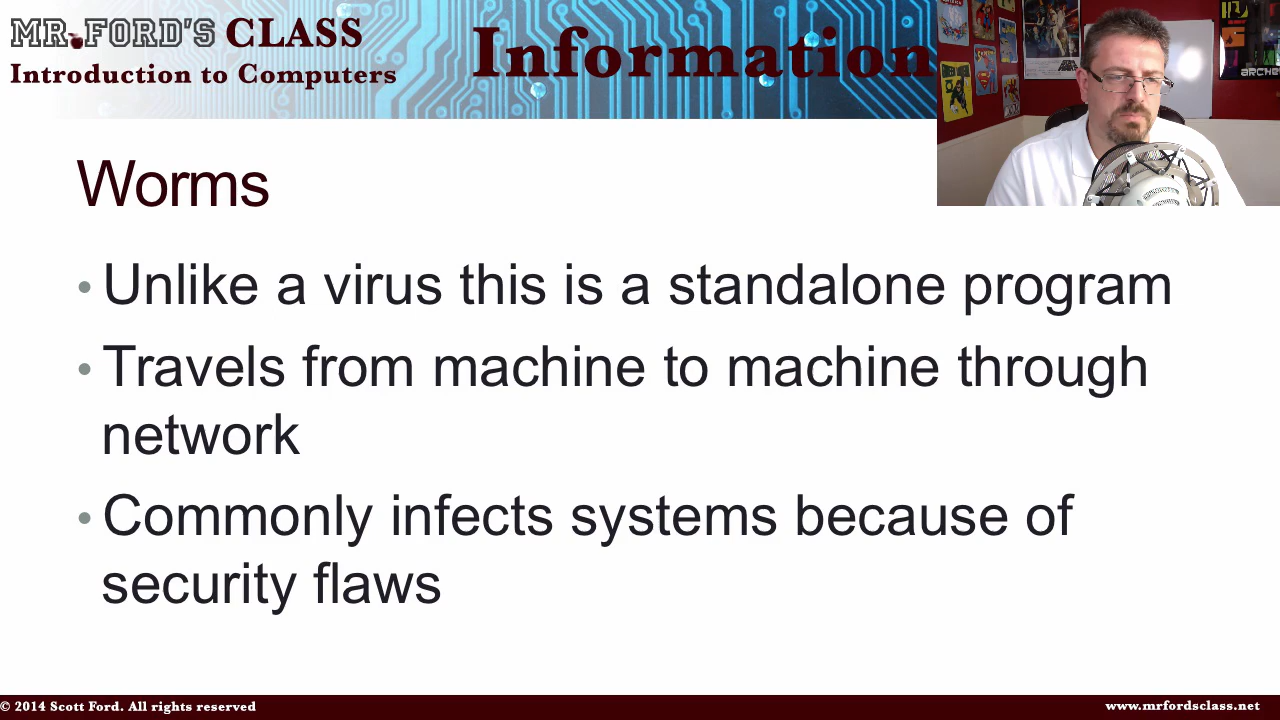 MR. FORD'S CLASS
Introduction to Computers
Information
Worms
• Unlike a virus this is a standalone program
• Travels from machine to machine through
network
• Commonly infects systems because of
security flaws
© 2014 Scott Ford. All rights reserved
www.mrfordsclass.net